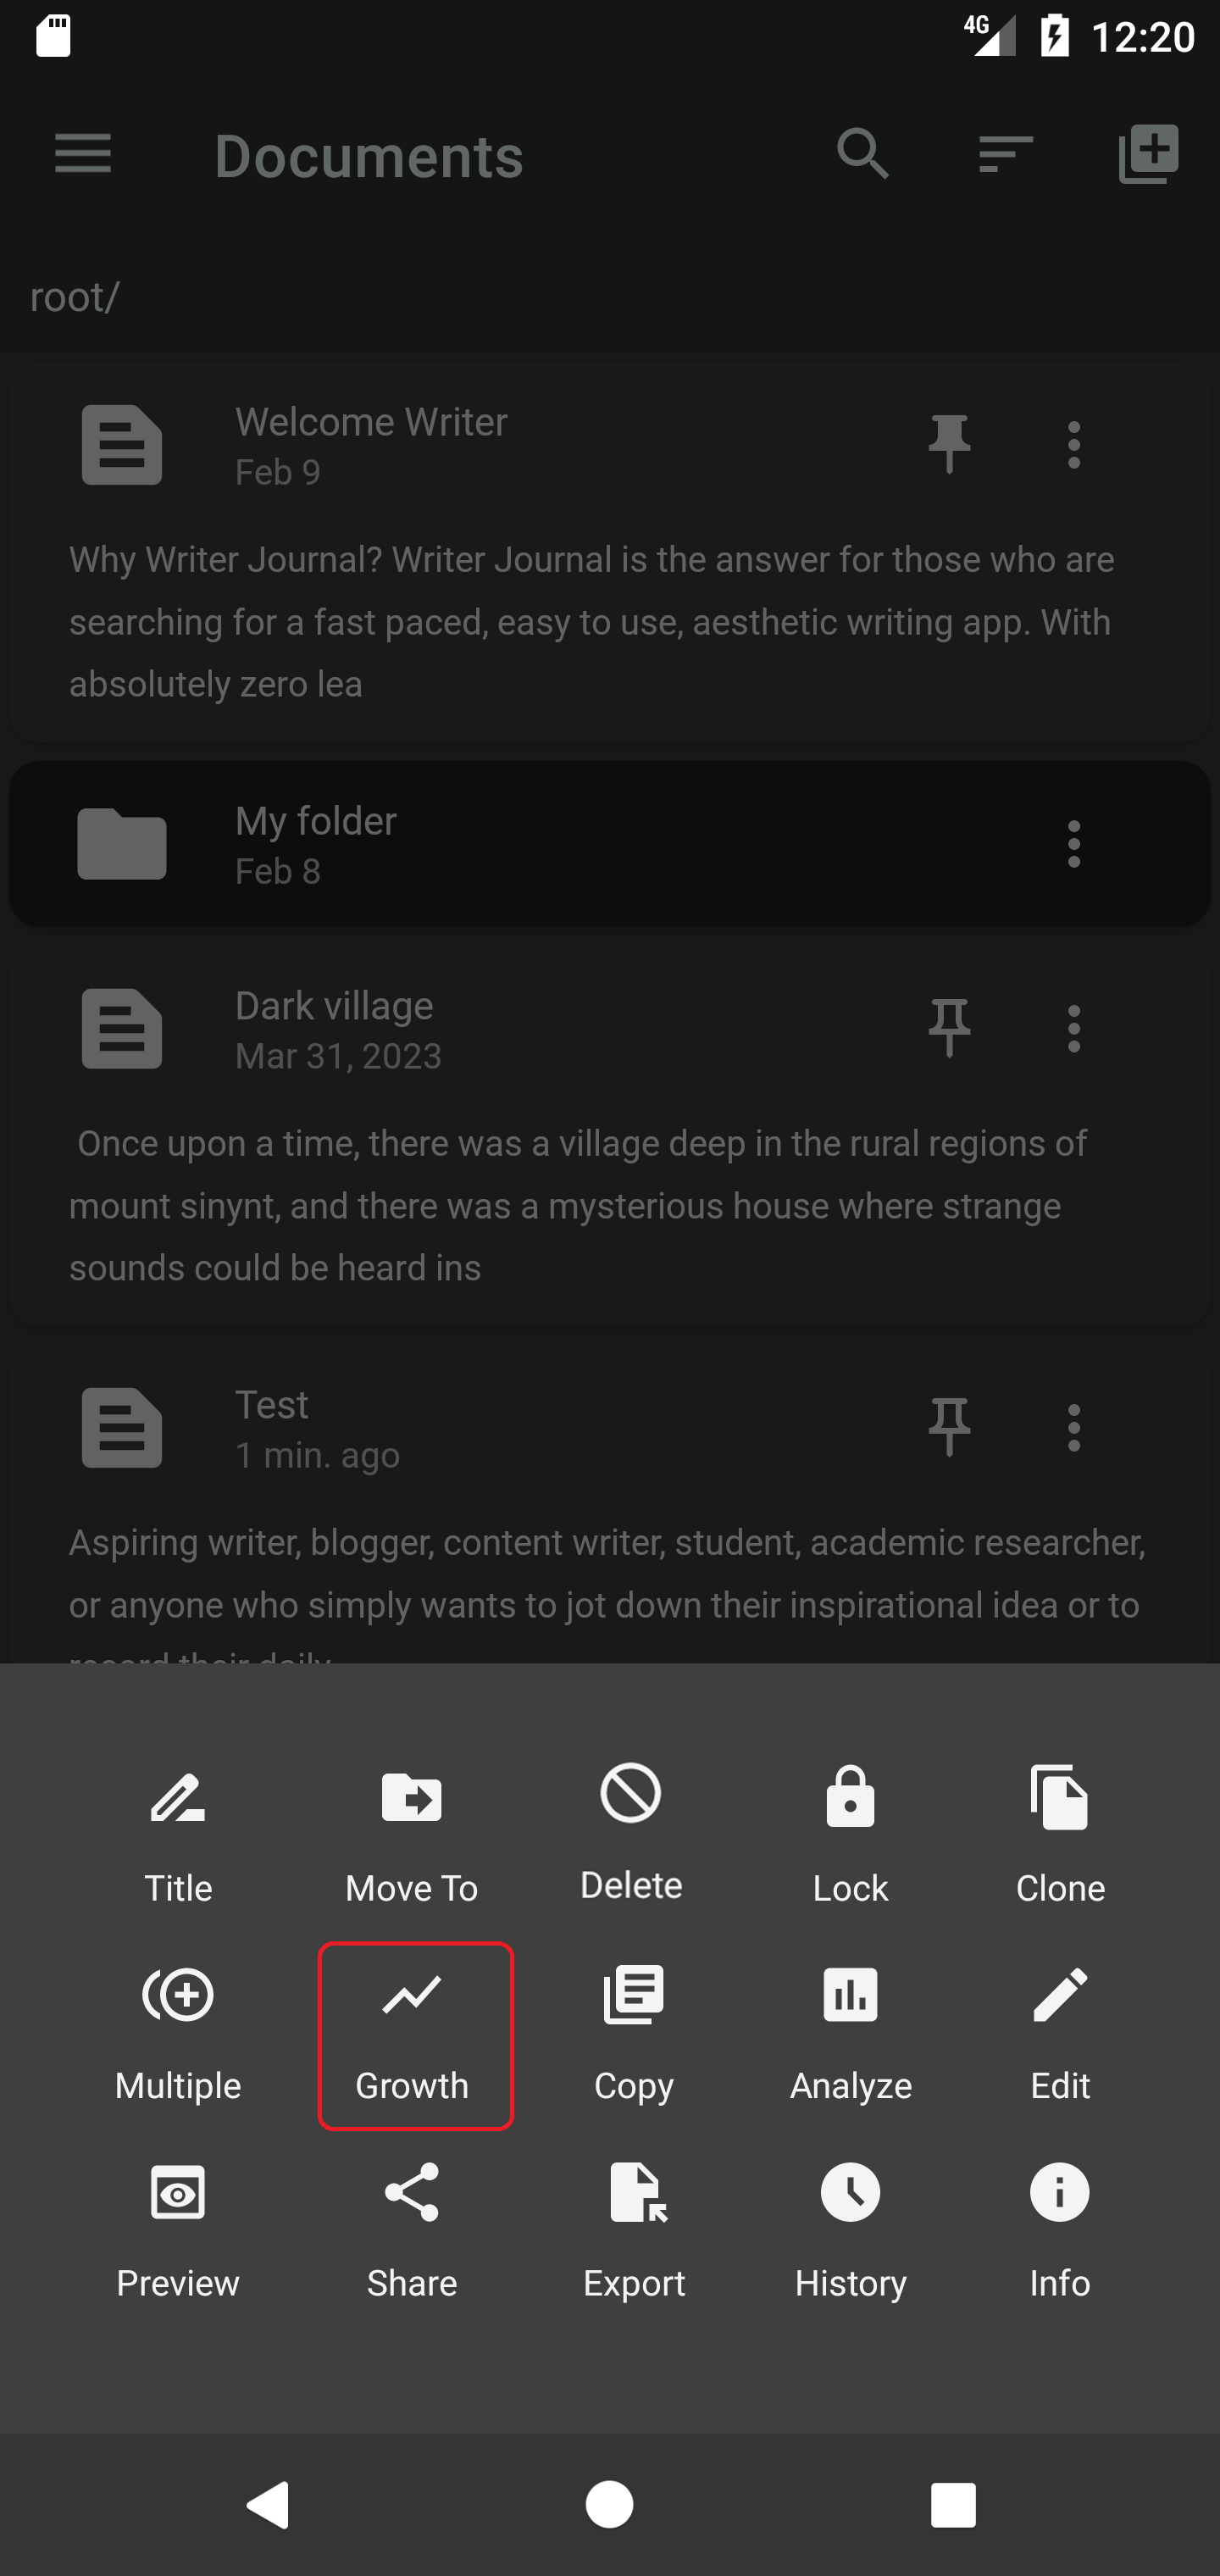 4G 12:20
Documents
root/
Welcome Writer
Feb 9
Why Writer Journal? Writer Journal is the answer for those who are
searching for a fast paced, easy to use, aesthetic writing app. With
absolutely zero lea
My folder
Feb 8
Dark village
Mar 31, 2023
Once upon a time, there was a village deep in the rural regions of
mount sinynt, and there was a mysterious house where strange
sounds could be heard ins
Test
1 min. ago
Aspiring writer, blogger, content writer, student, academic researcher,
or anyone who simply wants to jot down their inspirational idea or to
record their daily
Title Move To Delete Lock Clone
Multiple Growth Copy Analyze Edit
Preview Share Export History Info